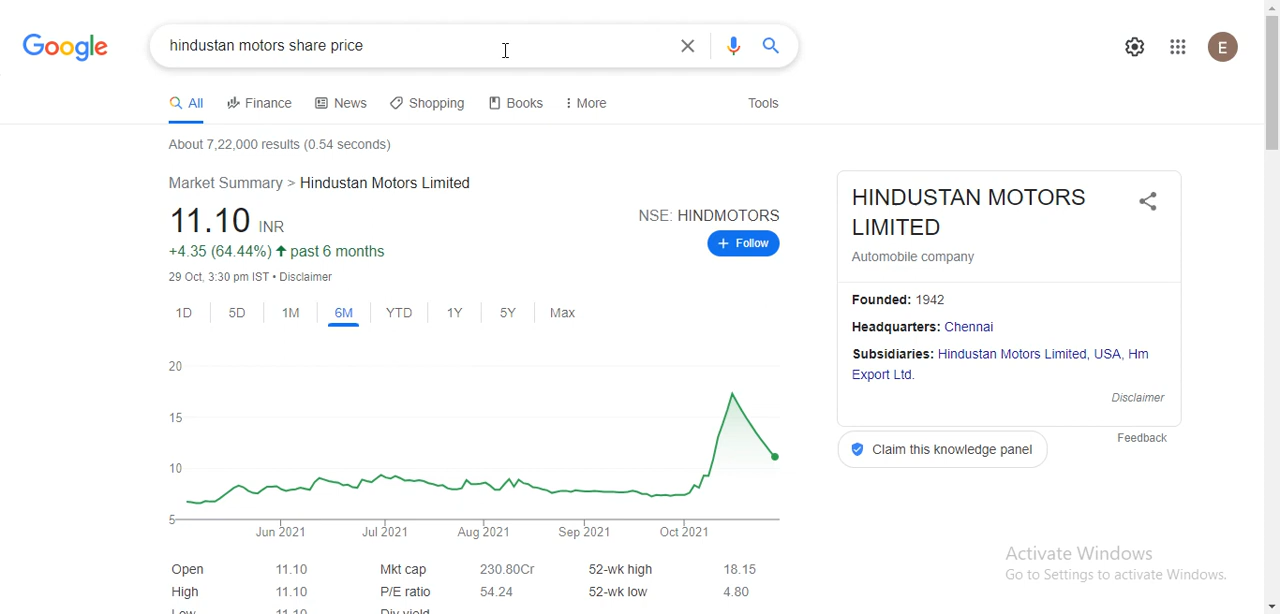 Google
hindustan motors share price
E
All Finance News Shopping Books More Tools
About 7,22,000 results (0.54 seconds)
Market Summary > Hindustan Motors Limited
11.10 INR
NSE: HINDMOTORS
+4.35 (64.44%) past 6 months
+ Follow
29 Oct, 3:30 pm IST • Disclaimer
1D 5D 1M 6M YTD 1Y 5Y Max
20
15
10
5
Jun 2021 Jul 2021 Aug 2021 Sep 2021 Oct 2021
Open 11.10 Mkt cap 230.80Cr 52-wk high 18.15
High 11.10 P/E ratio 54.24 52-wk low 4.80
Low 11.10 Div yield
HINDUSTAN MOTORS
LIMITED
Automobile company
Founded: 1942
Headquarters: Chennai
Subsidiaries: Hindustan Motors Limited, USA, Hm
Export Ltd.
Disclaimer
Feedback
Claim this knowledge panel
Activate Windows
Go to Settings to activate Windows.